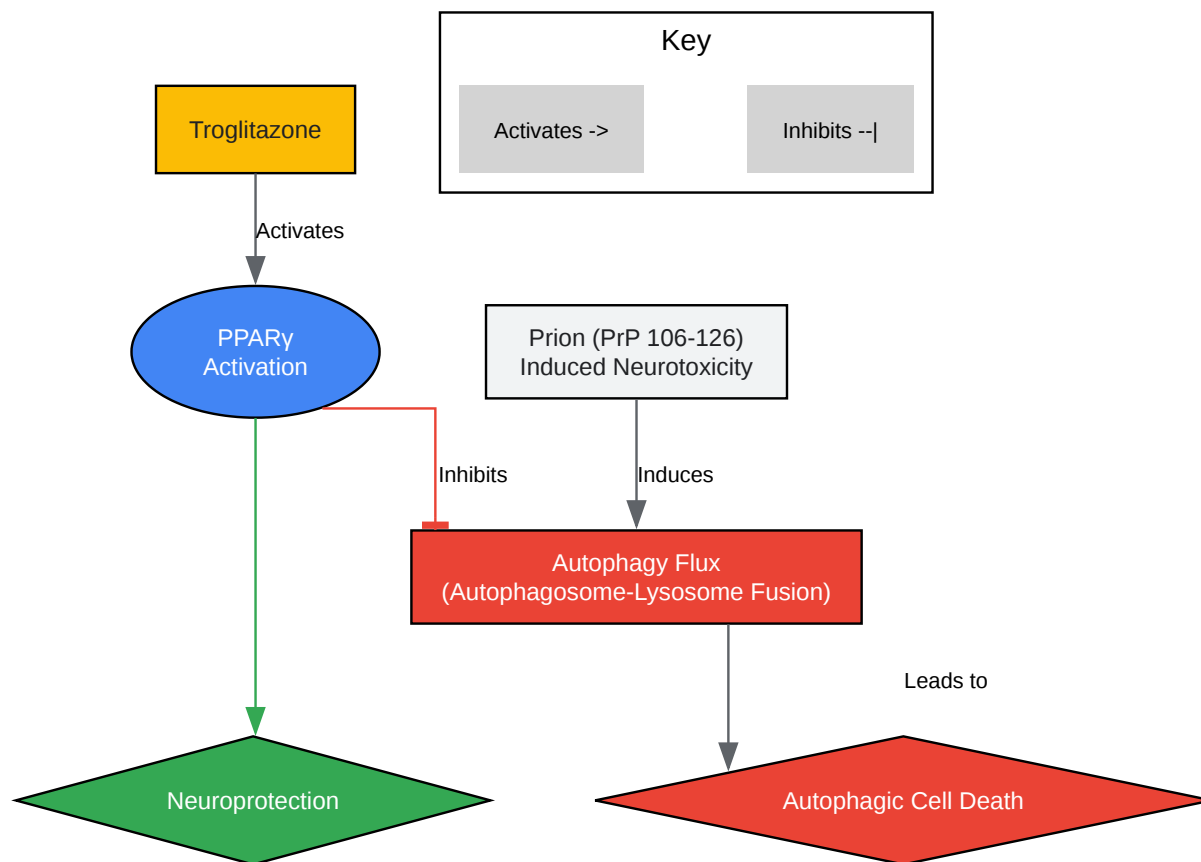 Key
Activates ->
Inhibits --|
Troglitazone
Activates
PPARγ
Activation
Prion (PrP 106-126)
Induced Neurotoxicity
Inhibits
Induces
Autophagy Flux
(Autophagosome-Lysosome Fusion)
Leads to
Neuroprotection
Autophagic Cell Death